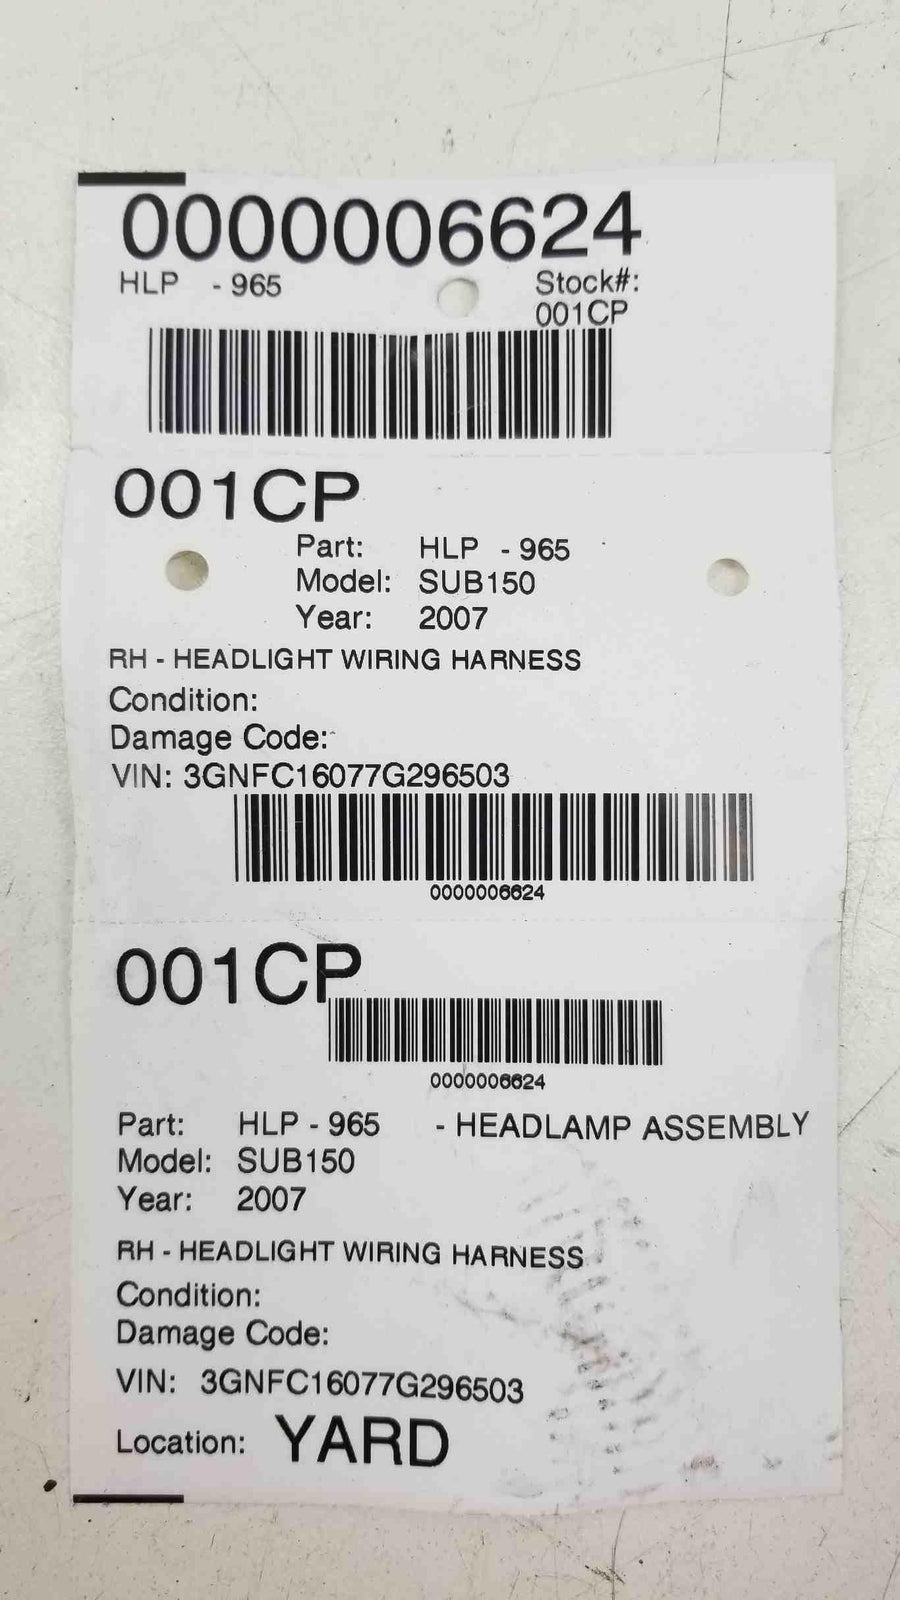 0000006624
HLP - 965 Stock#:
001CP
001CP
Part: HLP - 965
Model: SUB150
Year: 2007
RH - HEADLIGHT WIRING HARNESS
Condition:
Damage Code:
VIN: 3GNFC16077G296503
0000006624
001CP
0000006624
Part: HLP - 965 - HEADLAMP ASSEMBLY
Model: SUB150
Year: 2007
RH - HEADLIGHT WIRING HARNESS
Condition:
Damage Code:
VIN: 3GNFC16077G296503
Location: YARD